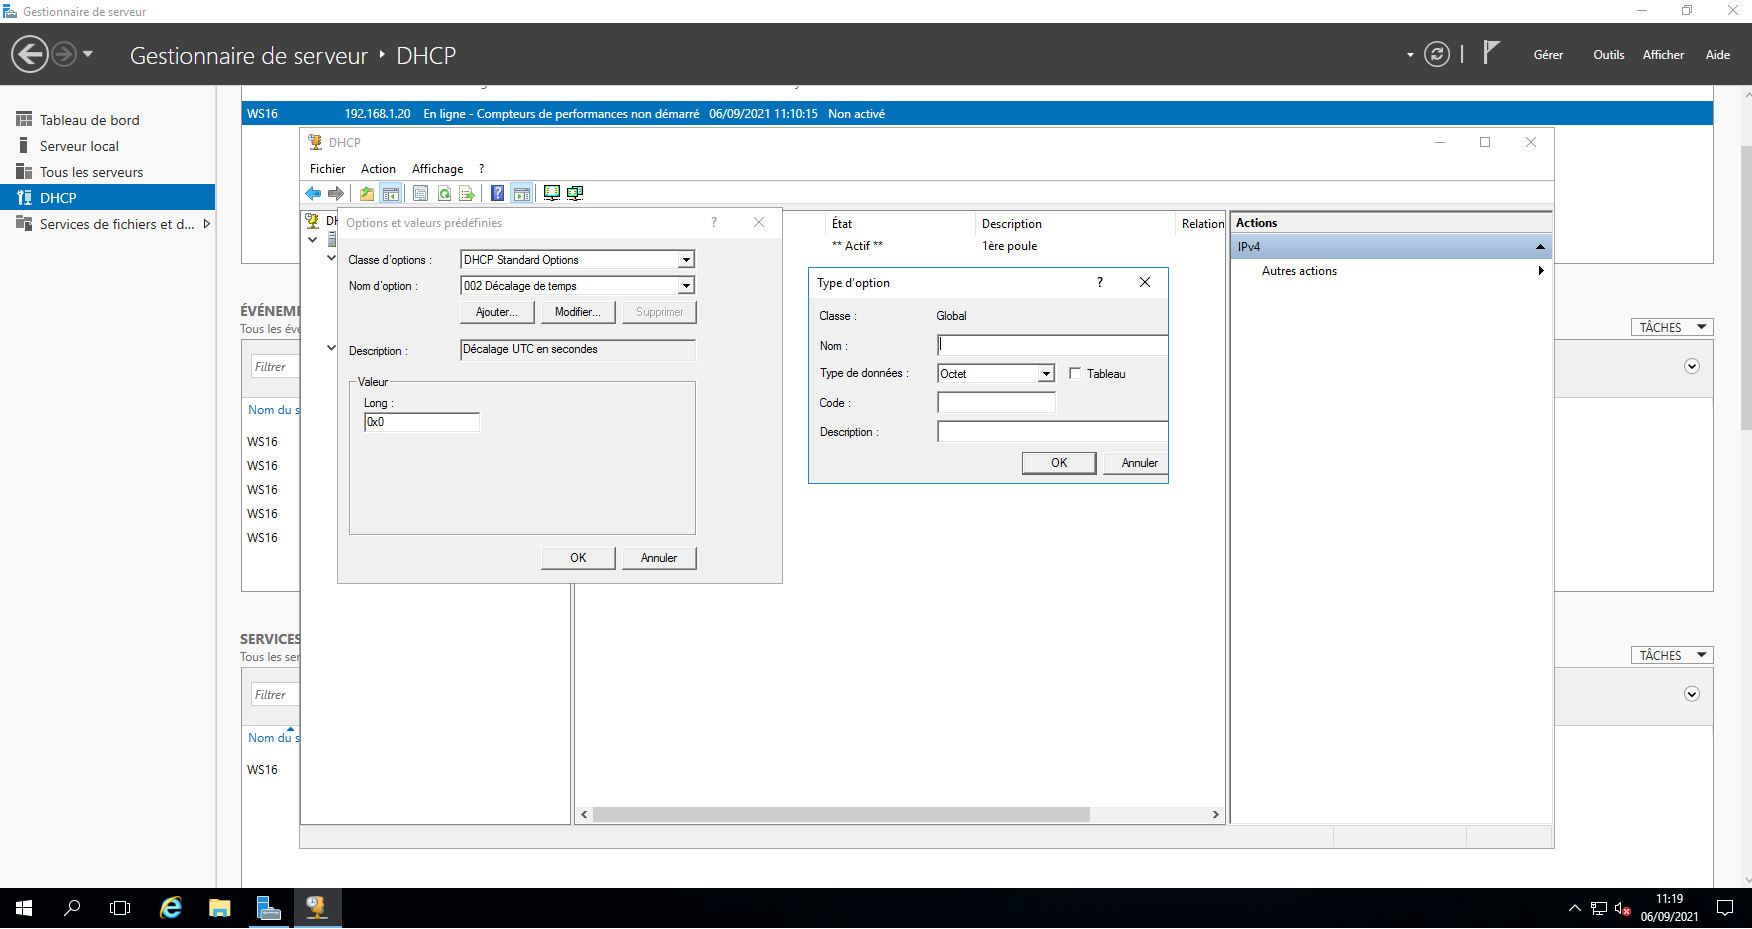 Gestionnaire de serveur
Gestionnaire de serveur ‣ DHCP
Gérer Outils Afficher Aide
Tableau de bord
Serveur local
Tous les serveurs
DHCP
Services de fichiers et d...
WS16 192.168.1.20 En ligne - Compteurs de performances non démarré 06/09/2021 11:10:15 Non activé
DHCP
Fichier Action Affichage ?
Options et valeurs prédéfinies ?
Classe d'options : DHCP Standard Options
Nom d'option : 002 Décalage de temps
Ajouter... Modifier... Supprimer
Description : Décalage UTC en secondes
Valeur
Long :
0x0
OK Annuler
État Description Relation
** Actif ** 1ère poule
Type d'option ?
Classe : Global
Nom :
Type de données : Octet Tableau
Code :
Description :
OK Annuler
Actions
IPv4
Autres actions
ÉVÉNEM
Tous les évé
TÂCHES
Filtrer
Nom du s
WS16
WS16
WS16
WS16
WS16
SERVICES
Tous les ser
TÂCHES
Filtrer
Nom du s
WS16
11:19
06/09/2021